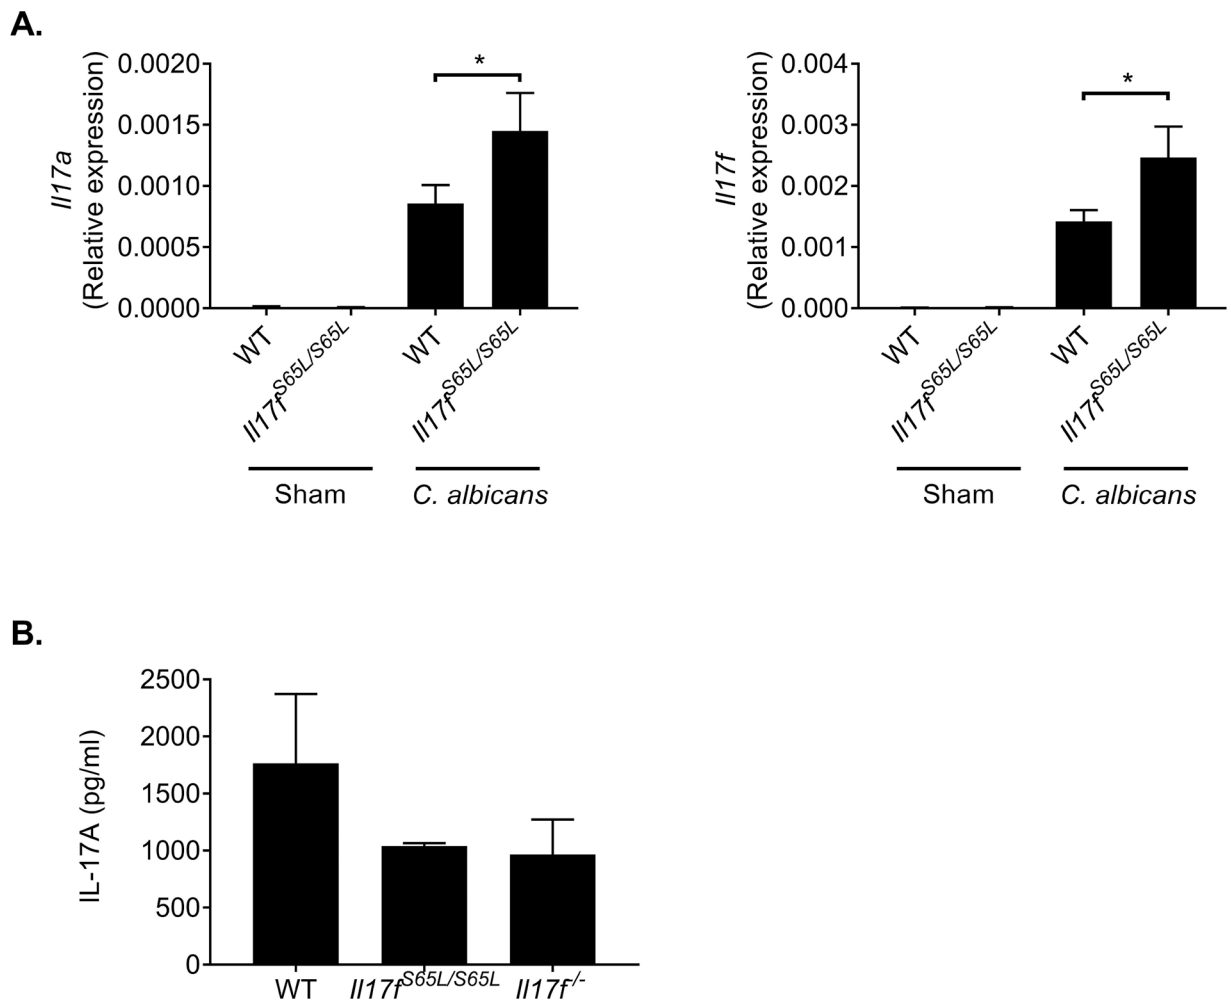 A.
Il17a
(Relative expression)
0.0020
0.0015
0.0010
0.0005
0.0000
*
WT
Il17f S65L/S65L
WT
Il17f S65L/S65L
Sham
C. albicans
Il17f
(Relative expression)
0.004
0.003
0.002
0.001
0.000
*
WT
Il17f S65L/S65L
WT
Il17f S65L/S65L
Sham
C. albicans
B.
IL-17A (pg/ml)
2500
2000
1500
1000
500
0
WT
Il17f S65L/S65L
Il17f -/-